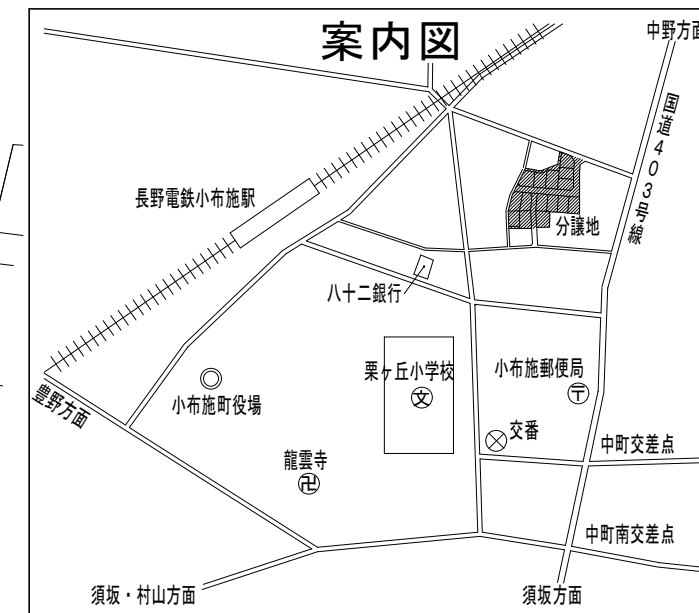 案内図
中野方面
国道403号線
長野電鉄小布施駅
分譲地
八十二銀行
栗ヶ丘小学校
文
小布施郵便局
〒
豊野方面
小布施町役場
交番
中町交差点
龍雲寺
卍
中町南交差点
須坂・村山方面
須坂方面